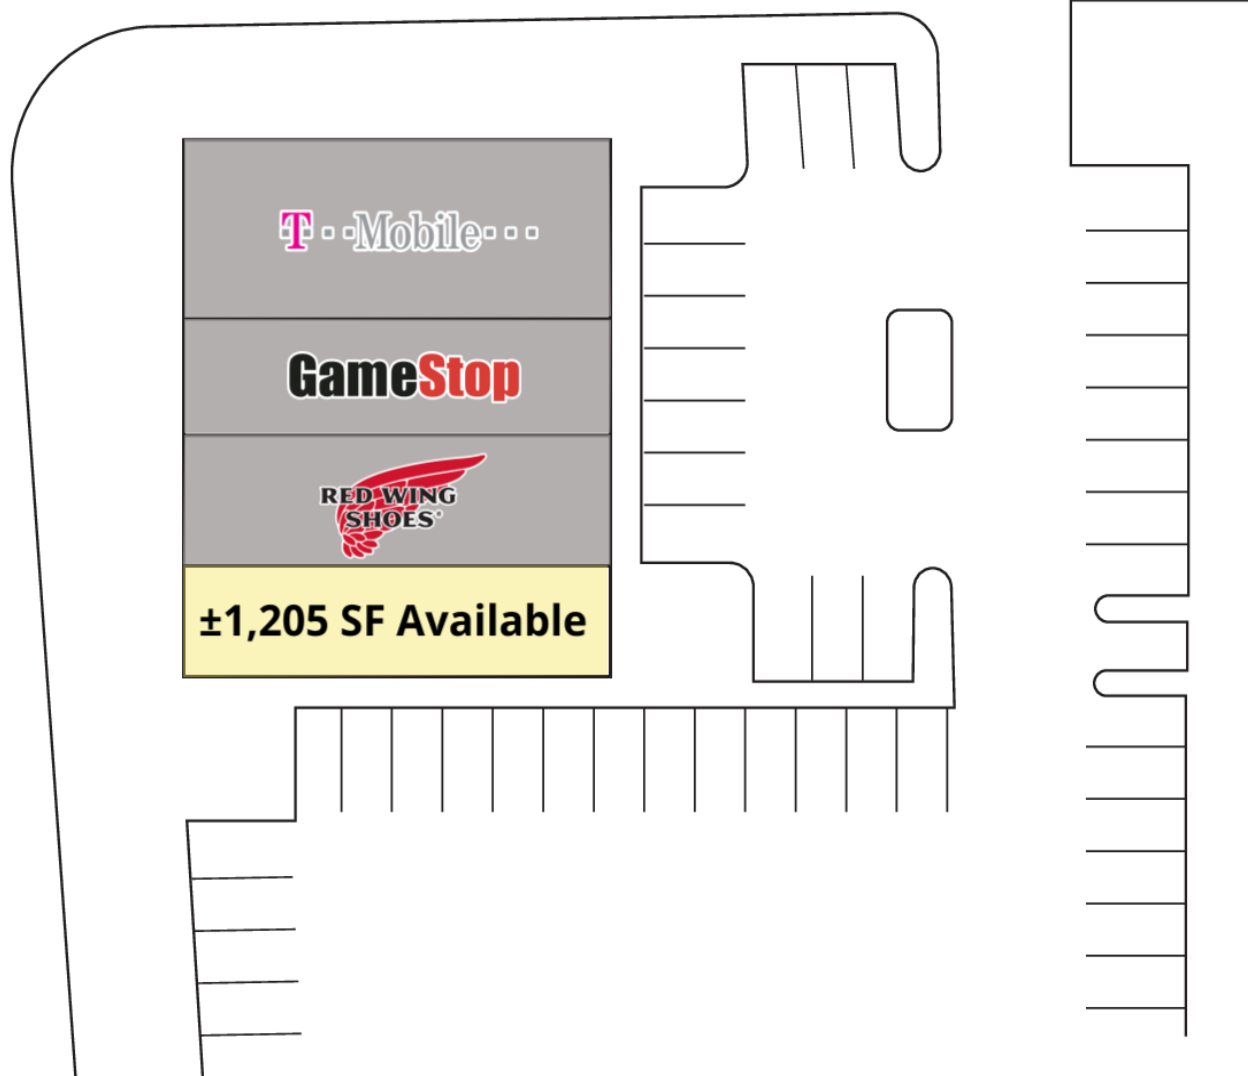 T··Mobile···
GameStop
RED WING
SHOES®
±1,205 SF Available